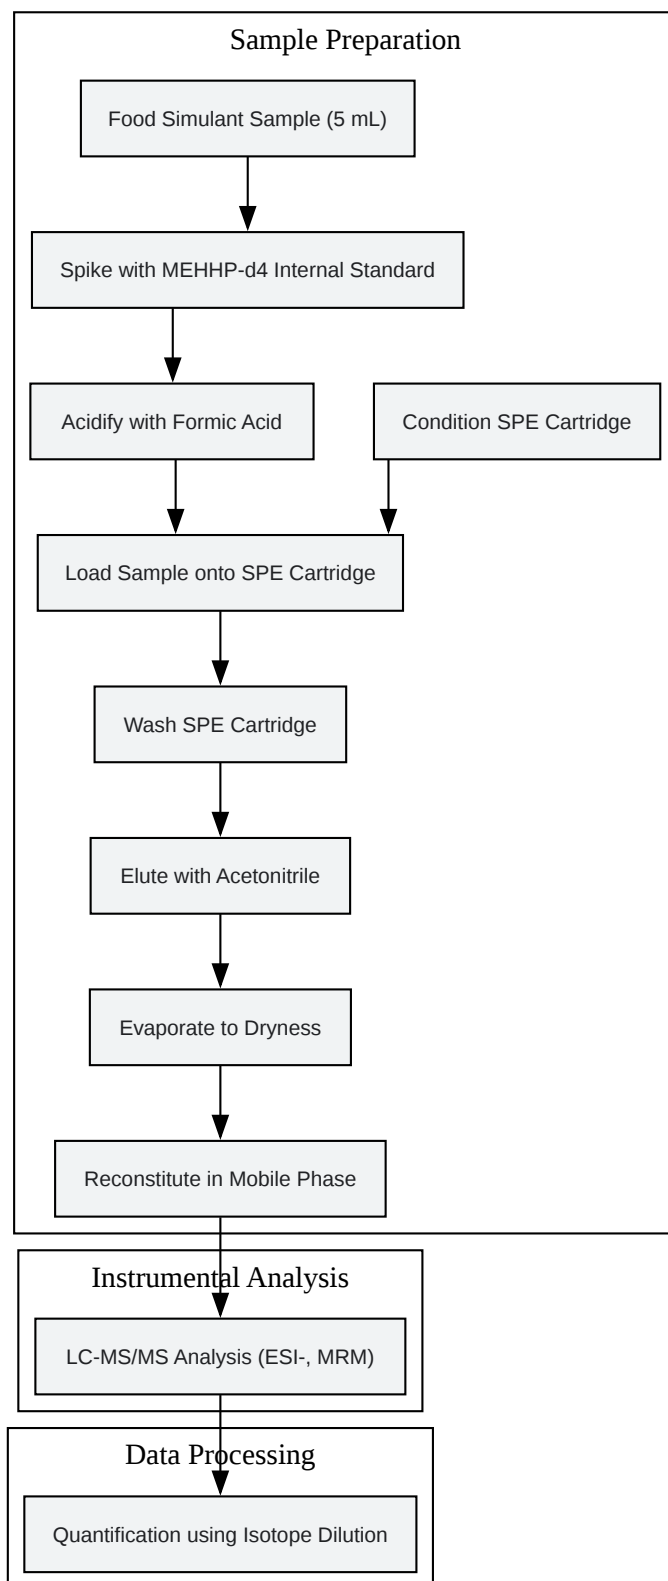 Sample Preparation
Food Simulant Sample (5 mL)
Spike with MEHHP-d4 Internal Standard
Acidify with Formic Acid
Condition SPE Cartridge
Load Sample onto SPE Cartridge
Wash SPE Cartridge
Elute with Acetonitrile
Evaporate to Dryness
Reconstitute in Mobile Phase
Instrumental Analysis
LC-MS/MS Analysis (ESI-, MRM)
Data Processing
Quantification using Isotope Dilution